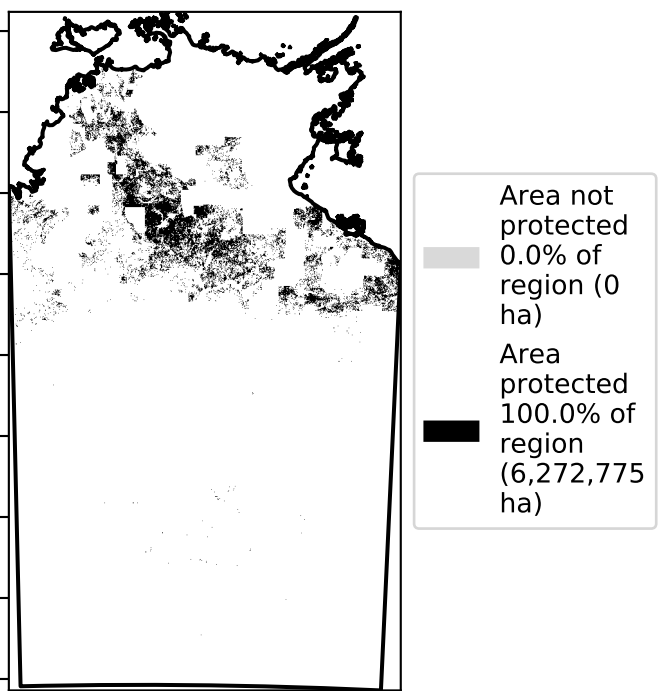 Area not
protected
0.0% of
region (0
ha)
Area
protected
100.0% of
region
(6,272,775
ha)